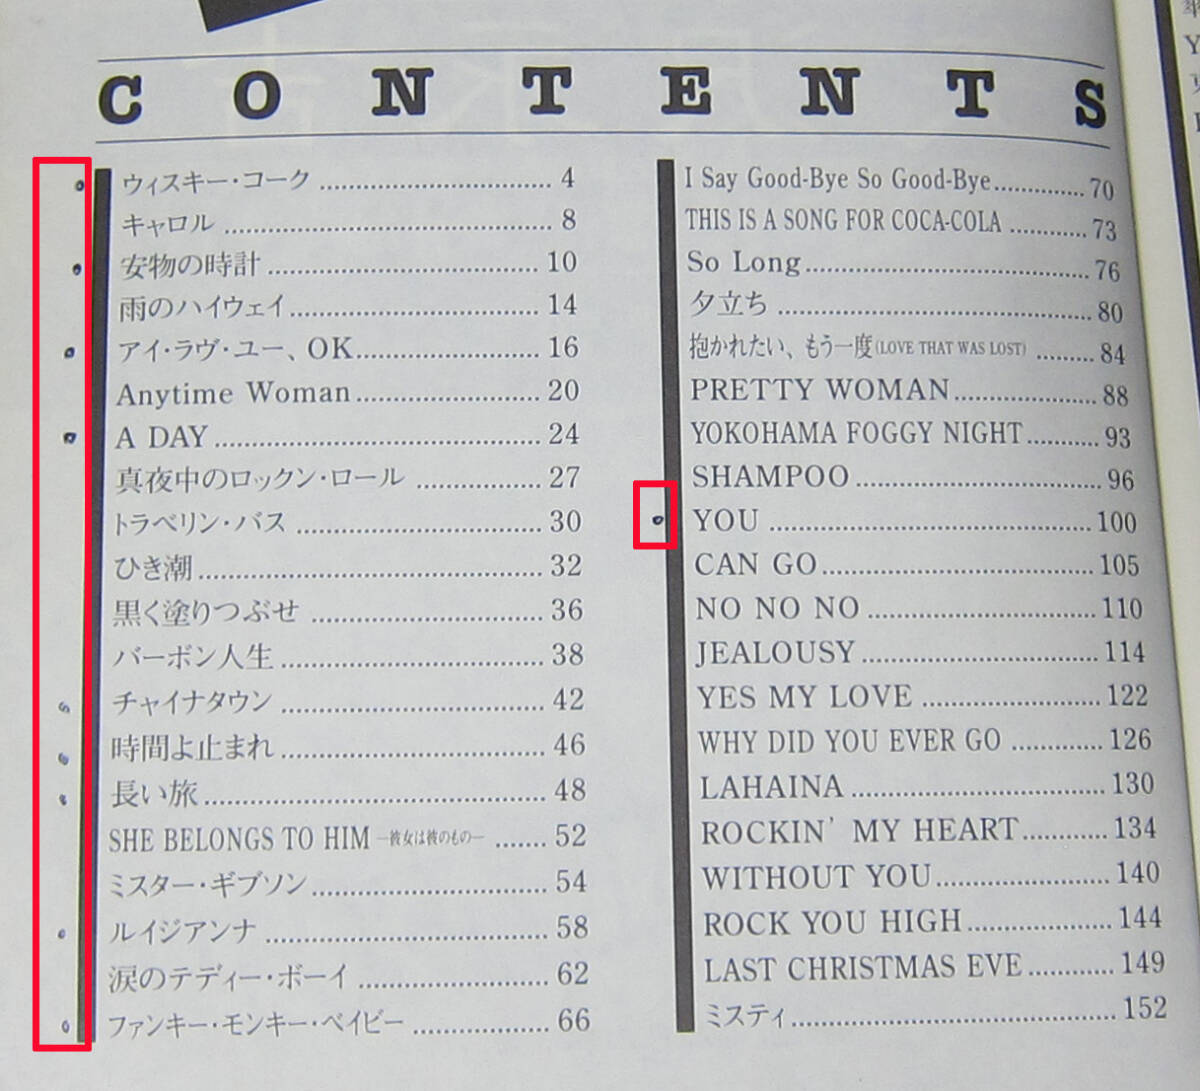 CONTENTS
ウィスキー・コーク ........ 4
キャロル ........ 8
安物の時計 ........ 10
雨のハイウェイ ........ 14
アイ・ラヴ・ユー、OK ........ 16
Anytime Woman ........ 20
A DAY ........ 24
真夜中のロックン・ロール ........ 27
トラベリン・バス ........ 30
ひき潮 ........ 32
黒く塗りつぶせ ........ 36
バーボン人生 ........ 38
チャイナタウン ........ 42
時間よ止まれ ........ 46
長い旅 ........ 48
SHE BELONGS TO HIM —彼女は彼のもの— ........ 52
ミスター・ギブソン ........ 54
ルイジアンナ ........ 58
涙のテディー・ボーイ ........ 62
ファンキー・モンキー・ベイビー ........ 66
I Say Good-Bye So Good-Bye ........ 70
THIS IS A SONG FOR COCA-COLA ........ 73
So Long ........ 76
夕立ち ........ 80
抱かれたい、もう一度 (LOVE THAT WAS LOST) ........ 84
PRETTY WOMAN ........ 88
YOKOHAMA FOGGY NIGHT ........ 93
SHAMPOO ........ 96
YOU ........ 100
CAN GO ........ 105
NO NO NO ........ 110
JEALOUSY ........ 114
YES MY LOVE ........ 122
WHY DID YOU EVER GO ........ 126
LAHAINA ........ 130
ROCKIN' MY HEART ........ 134
WITHOUT YOU ........ 140
ROCK YOU HIGH ........ 144
LAST CHRISTMAS EVE ........ 149
ミスティ ........ 152